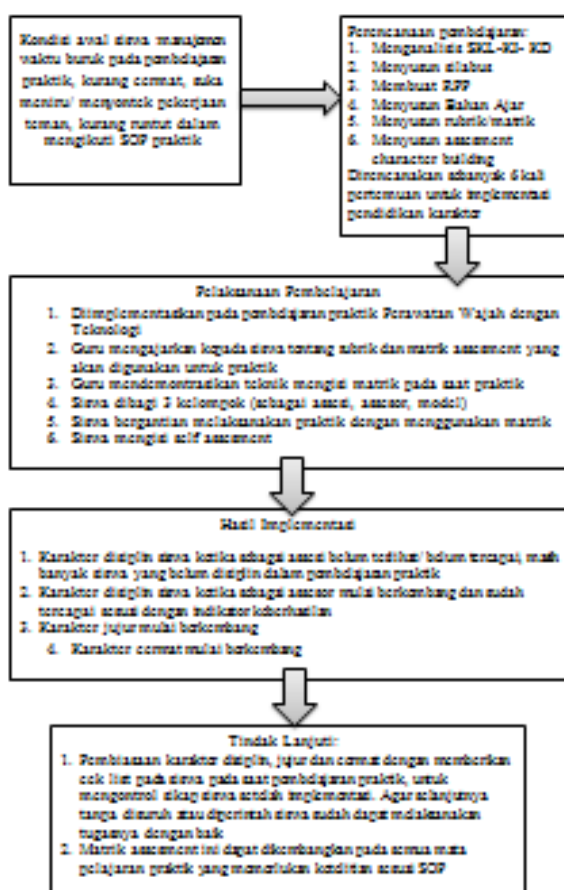 Kondisi awal siswa manajemen
waktu buruk pada pembelajaran
praktik, kurang cermat, suka
meniru/ menyontek pekerjaan
teman, kurang runtut dalam
mengikuti SOP praktik
Perencanaan pembelajaran:
1. Menganalisis SKL-KI- KD
2. Menyusun silabus
3. Membuat RPP
4. Menyusun Bahan Ajar
5. Menyusun rubrik/matrik
6. Menyusun assesment
character building
Direncanakan sebanyak 6 kali
pertemuan untuk implementasi
pendidikan karakter
Pelaksanaan Pembelajaran
1. Diimplementasikan pada pembelajaran praktik Perawatan Wajah dengan
Teknologi
2. Guru mengajarkan kepada siswa tentang rubrik dan matrik assesment yang
akan digunakan untuk praktik
3. Guru mendemontrasikan teknik mengisi matrik pada saat praktik
4. Siswa dibagi 3 kelompok (sebagai asesi, asesor, model)
5. Siswa bergantian melaksanakan praktik dengan menggunakan matrik
6. Siswa mengisi self assesment
Hasil Implementasi
1. Karakter disiplin siswa ketika sebagai asesi belum terlihat/ belum tercapai, masih
banyak siswa yang belum disiplin dalam pembelajaran praktik
2. Karakter disiplin siswa ketika sebagai asesor mulai berkembang dan sudah
tercapai sesuai dengan indikator keberhasilan
3. Karakter jujur mulai berkembang
4. Karakter cermat mulai berkembang
Tindak Lanjut:
1. Pembiasaan karakter disiplin, jujur dan cermat dengan memberikan
cek list pada siswa pada saat pembelajaran praktik, untuk
mengontrol sikap siswa setelah implementasi. Agar selanjutnya
tanpa disuruh atau diperintah siswa sudah dapat melaksanakan
tugasnya dengan baik
2. Matrik assesment ini dapat dikembangkan pada semua mata
pelajaran praktik yang memerlukan ketelitian sesuai SOP